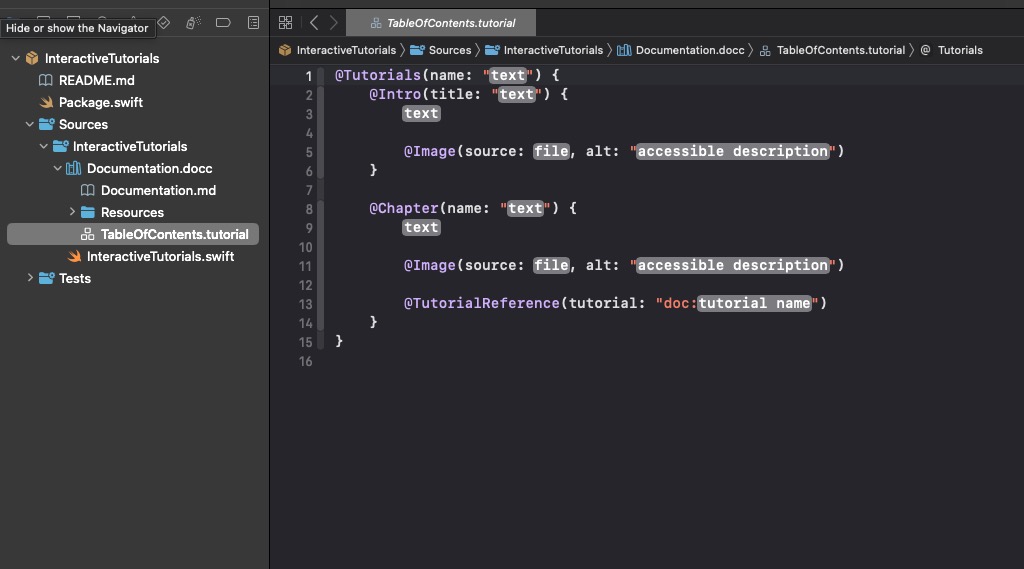 Hide or show the Navigator
TableOfContents.tutorial
InteractiveTutorials Sources InteractiveTutorials Documentation.docc TableOfContents.tutorial @ Tutorials
InteractiveTutorials
README.md
Package.swift
Sources
InteractiveTutorials
Documentation.docc
Documentation.md
Resources
TableOfContents.tutorial
InteractiveTutorials.swift
Tests
1 @Tutorials(name: "text") {
2 @Intro(title: "text") {
3 text
4
5 @Image(source: file, alt: "accessible description")
6 }
7
8 @Chapter(name: "text") {
9 text
10
11 @Image(source: file, alt: "accessible description")
12
13 @TutorialReference(tutorial: "doc:tutorial name")
14 }
15 }
16